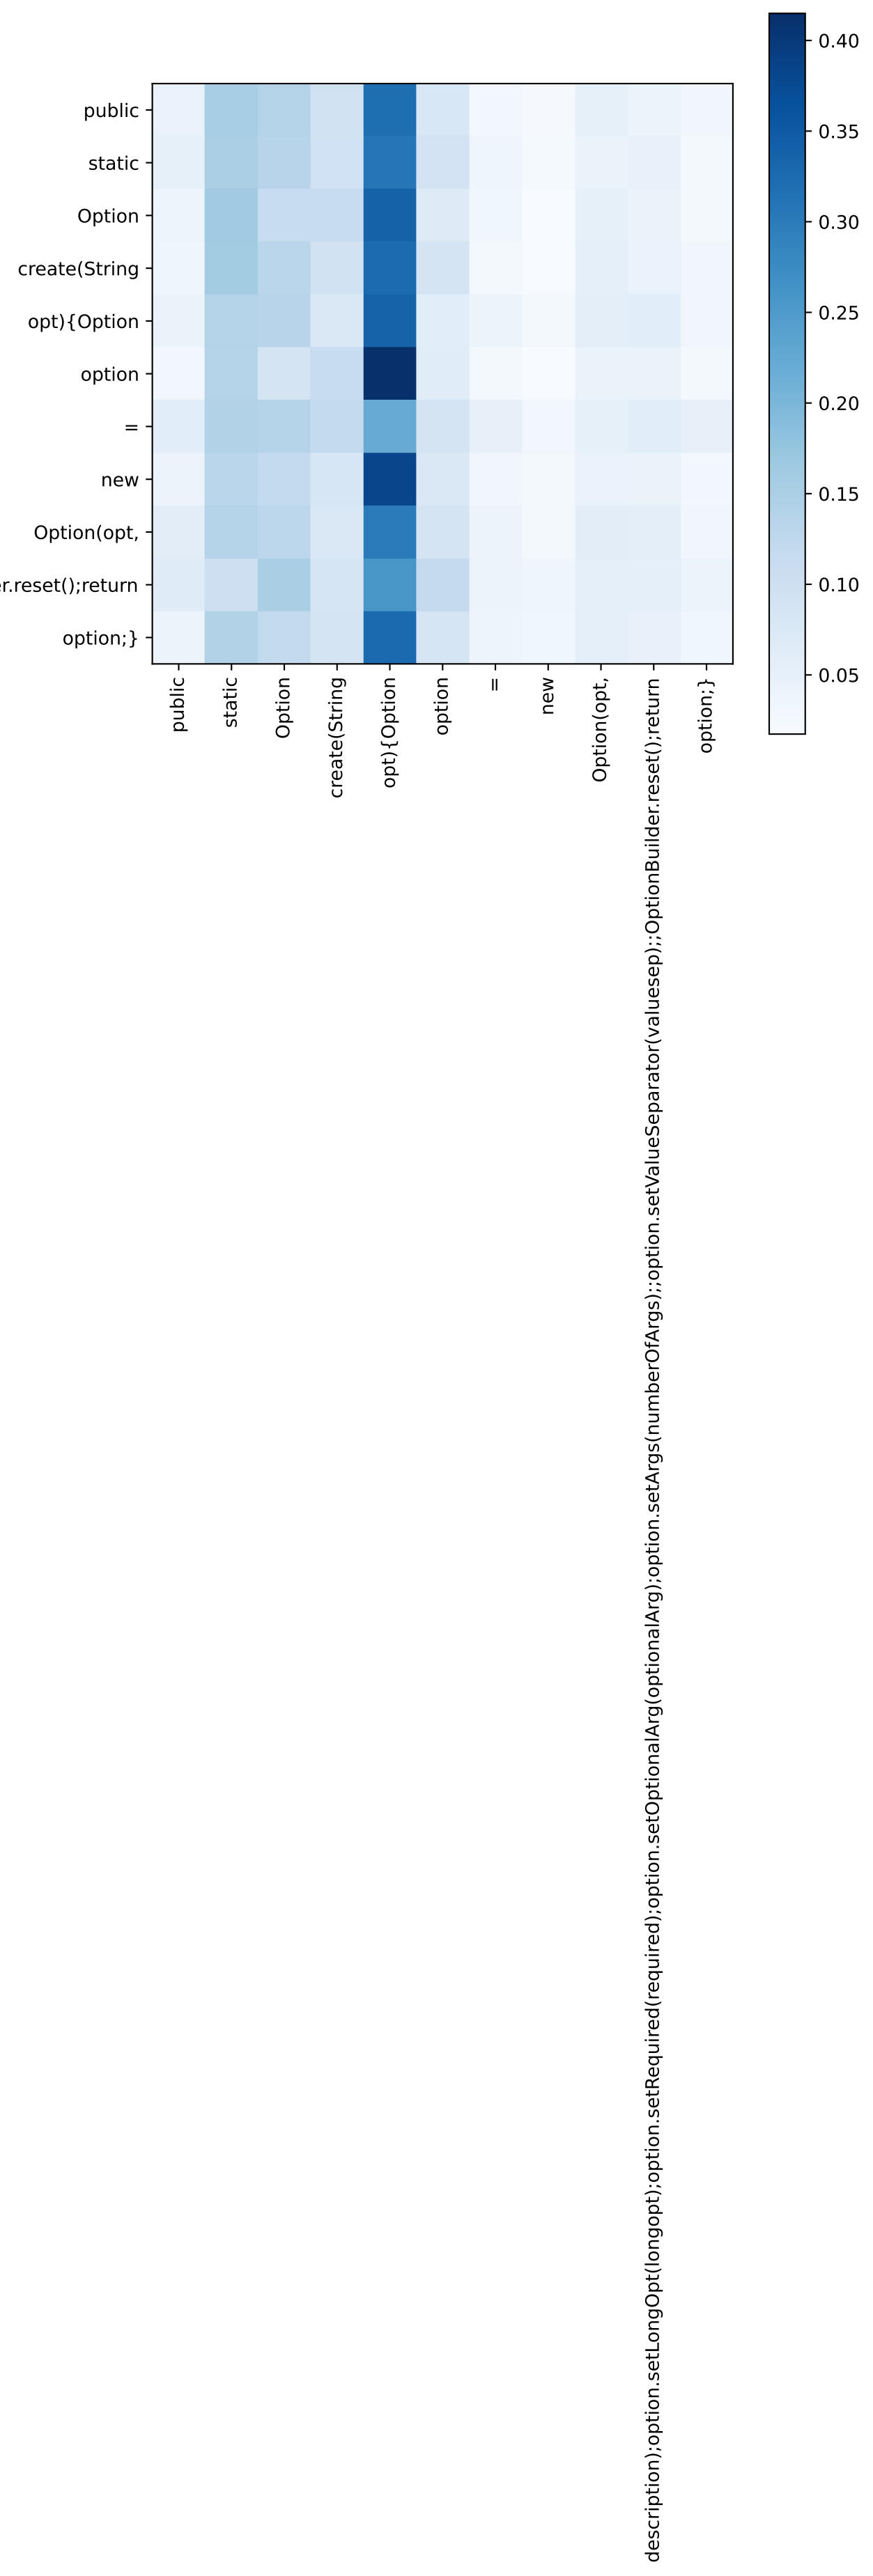 public
static
Option
create(String
opt){Option
option
=
new
Option(opt,
er.reset();return
option;}
public
static
Option
create(String
opt){Option
option
=
new
Option(opt,
description);option.setLongOpt(longopt);option.setRequired(required);option.setOptionalArg(optionalArg);option.setArgs(numberOfArgs);;option.setValueSeparator(valuesep);;OptionBuilder.reset();return
option;}
0.40
0.35
0.30
0.25
0.20
0.15
0.10
0.05